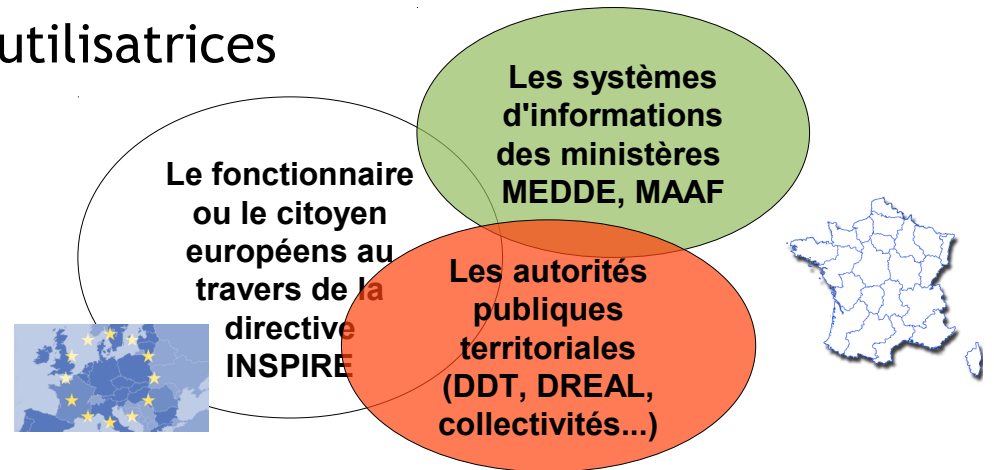 utilisatrices
Les systèmes
d'informations
des ministères
MEDDE, MAAF
Le fonctionnaire
ou le citoyen
européens au
travers de la
directive
INSPIRE
Les autorités
publiques
territoriales
(DDT, DREAL,
collectivités...)